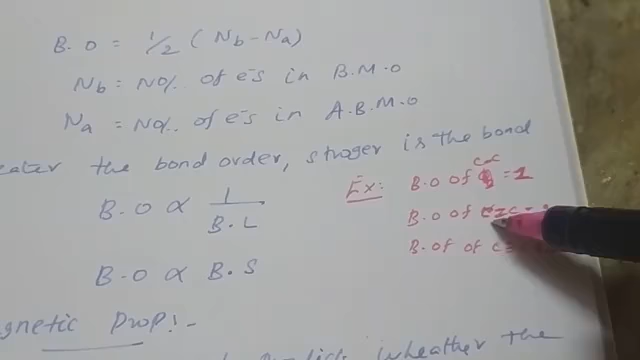 B.O = 1/2 (Nb - Na)
Nb = No/. of e-s in B.M.O
Na = No/. of e-s in A.B.M.O
eater the bond order, stroger is the bond
B.O ∝ 1/B.L
Ex: B.O of C-C = 1
B.O of C=C =
B.Of of C
B.O ∝ B.S
gnetic Prop! -
wheather the